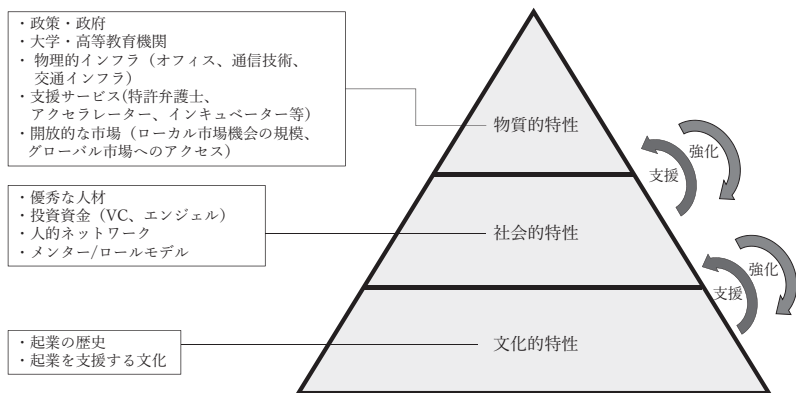 ・政策・政府
・大学・高等教育機関
・ 物理的インフラ（オフィス、通信技術、
交通インフラ）
・支援サービス(特許弁護士、
アクセラレーター、インキュベーター等)
・開放的な市場（ローカル市場機会の規模、
グローバル市場へのアクセス）
物質的特性
強化
支援
・優秀な人材
・投資資金（VC、エンジェル）
・人的ネットワーク
・メンター/ロールモデル
社会的特性
強化
支援
・起業の歴史
・起業を支援する文化
文化的特性